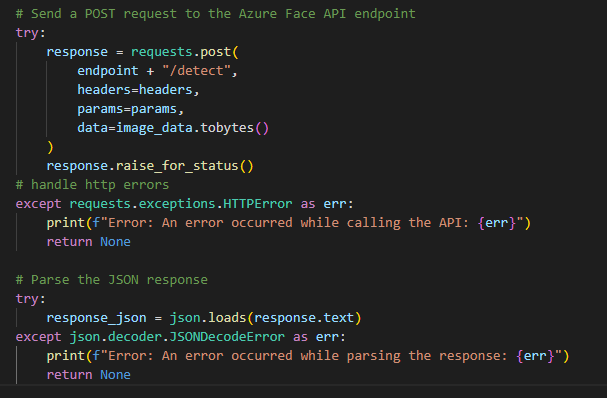 # Send a POST request to the Azure Face API endpoint
try:
    response = requests.post(
        endpoint + "/detect",
        headers=headers,
        params=params,
        data=image_data.tobytes()
    )
    response.raise_for_status()
# handle http errors
except requests.exceptions.HTTPError as err:
    print(f"Error: An error occurred while calling the API: {err}")
    return None

# Parse the JSON response
try:
    response_json = json.loads(response.text)
except json.decoder.JSONDecodeError as err:
    print(f"Error: An error occurred while parsing the response: {err}")
    return None